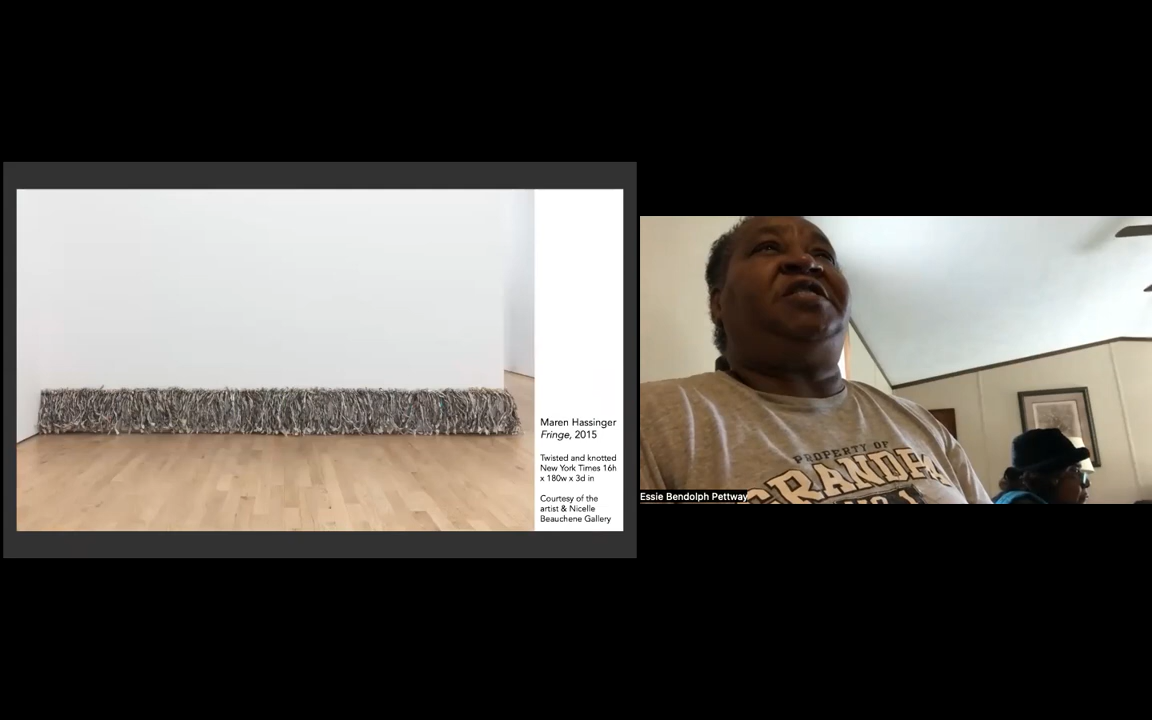 Maren Hassinger
Fringe, 2015
Twisted and knotted
New York Times 16h
x 180w x 3d in
Courtesy of the
artist & Nicelle
Beauchene Gallery
Essie Bendolph Pettway
PROPERTY OF
GRANDPA